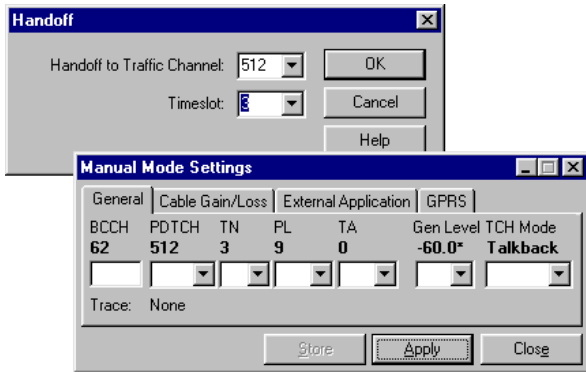 Handoff
Handoff to Traffic Channel: 512 OK
Timeslot: 3 Cancel
Help
Manual Mode Settings
General Cable Gain/Loss External Application GPRS
BCCH PDTCH TN PL TA Gen Level TCH Mode
62 512 3 9 0 -60.0* Talkback
Trace: None
Store Apply Close